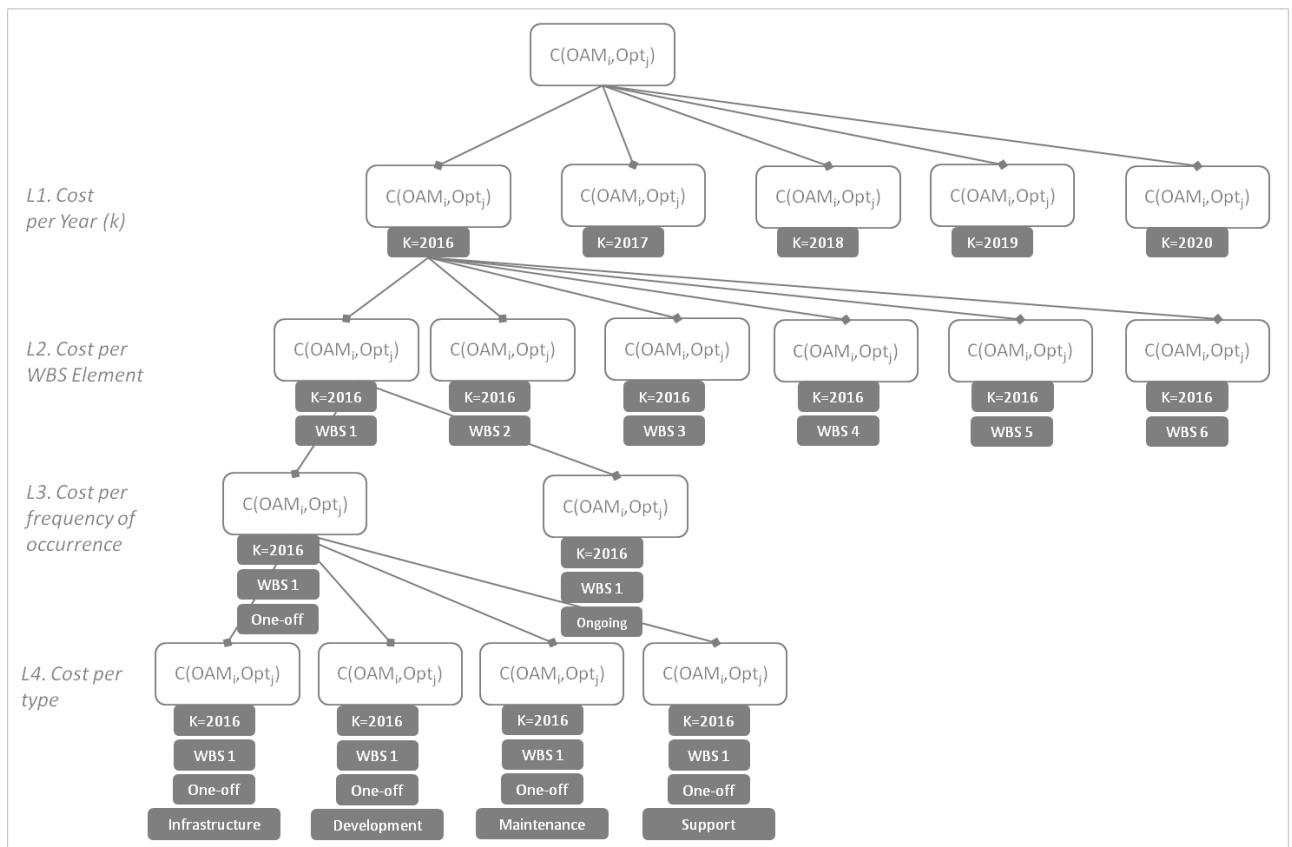 C(OAMi,Optj)
L1. Cost
per Year (k)
C(OAMi,Optj) C(OAMi,Optj) C(OAMi,Optj) C(OAMi,Optj) C(OAMi,Optj)
K=2016 K=2017 K=2018 K=2019 K=2020
L2. Cost per
WBS Element
C(OAMi,Optj) C(OAMi,Optj) C(OAMi,Optj) C(OAMi,Optj) C(OAMi,Optj) C(OAMi,Optj)
K=2016 K=2016 K=2016 K=2016 K=2016 K=2016
WBS 1 WBS 2 WBS 3 WBS 4 WBS 5 WBS 6
L3. Cost per
frequency of
occurrence
C(OAMi,Optj) C(OAMi,Optj)
K=2016 K=2016
WBS 1 WBS 1
One-off Ongoing
L4. Cost per
type
C(OAMi,Optj) C(OAMi,Optj) C(OAMi,Optj) C(OAMi,Optj)
K=2016 K=2016 K=2016 K=2016
WBS 1 WBS 1 WBS 1 WBS 1
One-off One-off One-off One-off
Infrastructure Development Maintenance Support